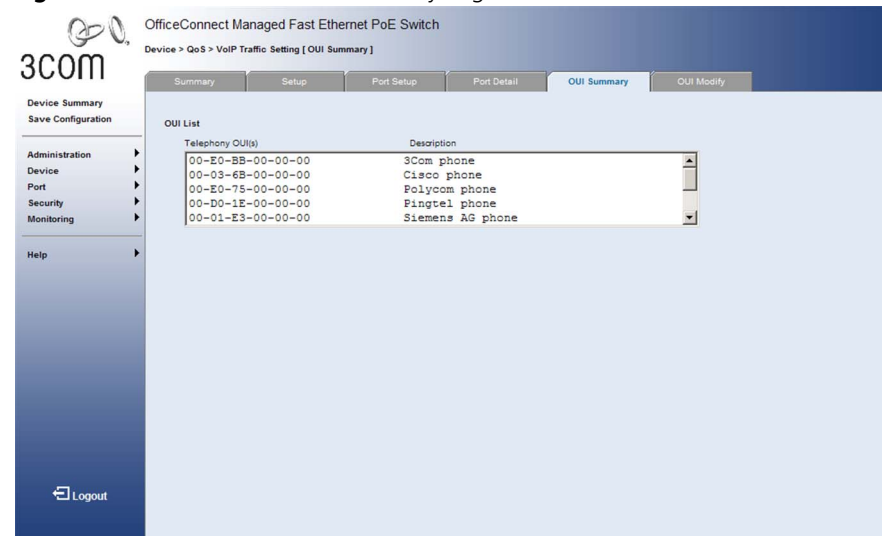 3COM
OfficeConnect Managed Fast Ethernet PoE Switch
Device > QoS > VoIP Traffic Setting [ OUI Summary ]
Summary
Setup
Port Setup
Port Detail
OUI Summary
OUI Modify
Device Summary
Save Configuration
Administration
Device
Port
Security
Monitoring
Help
Logout
OUI List
Telephony OUI(s) Description
00-E0-BB-00-00-00 3Com phone
00-03-6B-00-00-00 Cisco phone
00-E0-75-00-00-00 Polycom phone
00-D0-1E-00-00-00 Pingtel phone
00-01-E3-00-00-00 Siemens AG phone